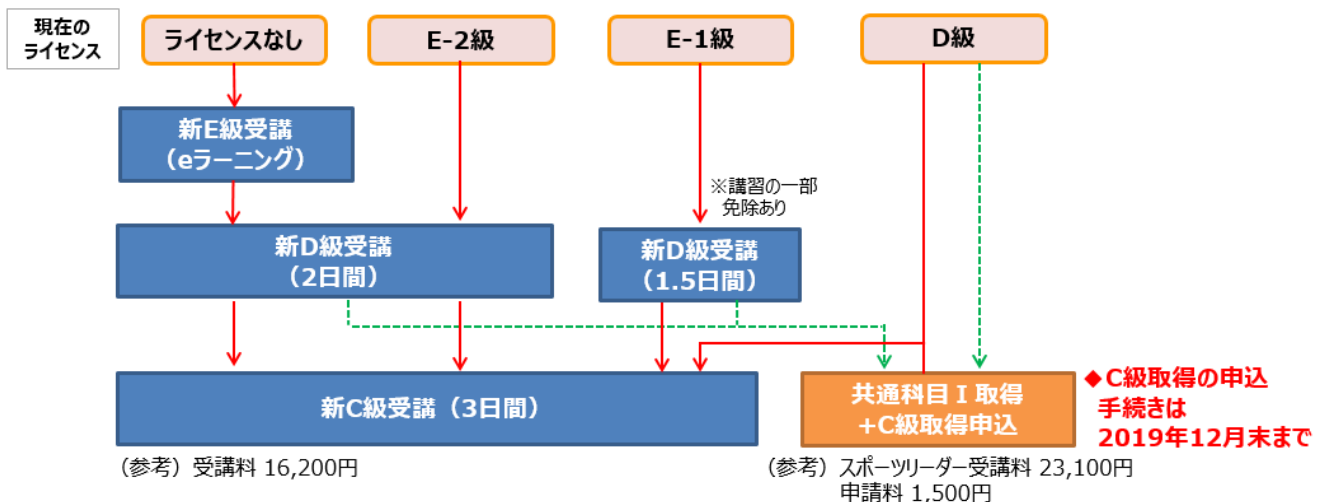 現在の
ライセンス
ライセンスなし
E-2級
E-1級
D級
新E級受講
（eラーニング）
※講習の一部
免除あり
新D級受講
（2日間）
新D級受講
（1.5日間）
新C級受講（3日間）
共通科目Ⅰ取得
+C級取得申込
◆C級取得の申込
手続きは
2019年12月末まで
（参考）受講料 16,200円
（参考）スポーツリーダー受講料 23,100円
申請料 1,500円